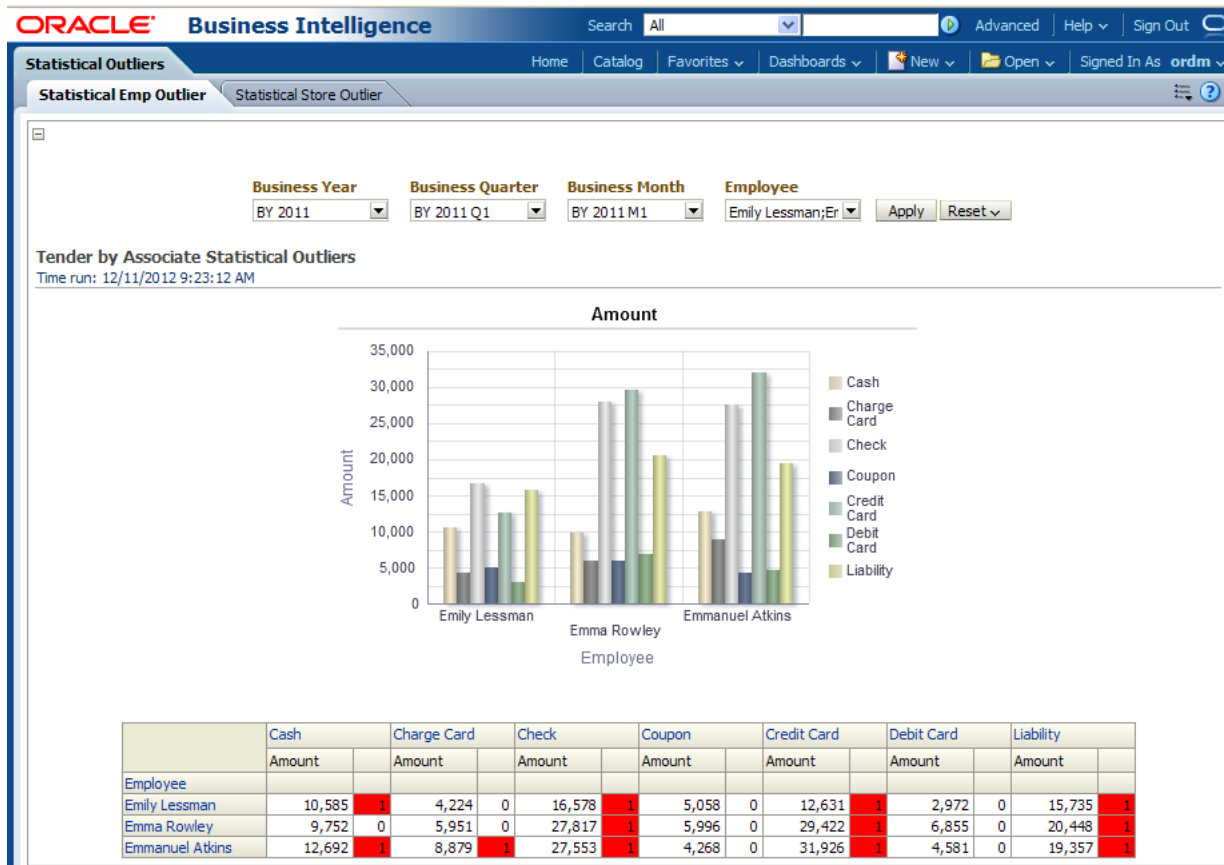 ORACLE Business Intelligence Search All Advanced Help Sign Out
Statistical Outliers Home Catalog Favorites Dashboards New Open Signed In As ordm
Statistical Emp Outlier Statistical Store Outlier
Business Year Business Quarter Business Month Employee
BY 2011 BY 2011 Q1 BY 2011 M1 Emily Lessman;Er Apply Reset
Tender by Associate Statistical Outliers
Time run: 12/11/2012 9:23:12 AM
Amount
35,000
30,000
25,000
20,000
15,000
10,000
5,000
0
Amount
Emily Lessman
Emma Rowley
Emmanuel Atkins
Employee
Cash
Charge
Card
Check
Coupon
Credit
Card
Debit
Card
Liability
Cash Charge Card Check Coupon Credit Card Debit Card Liability
Amount Amount Amount Amount Amount Amount Amount
Employee
Emily Lessman 10,585 1 4,224 0 16,578 1 5,058 0 12,631 1 2,972 0 15,735 1
Emma Rowley 9,752 0 5,951 0 27,817 1 5,996 0 29,422 1 6,855 0 20,448 1
Emmanuel Atkins 12,692 1 8,879 1 27,553 1 4,268 0 31,926 1 4,581 0 19,357 1